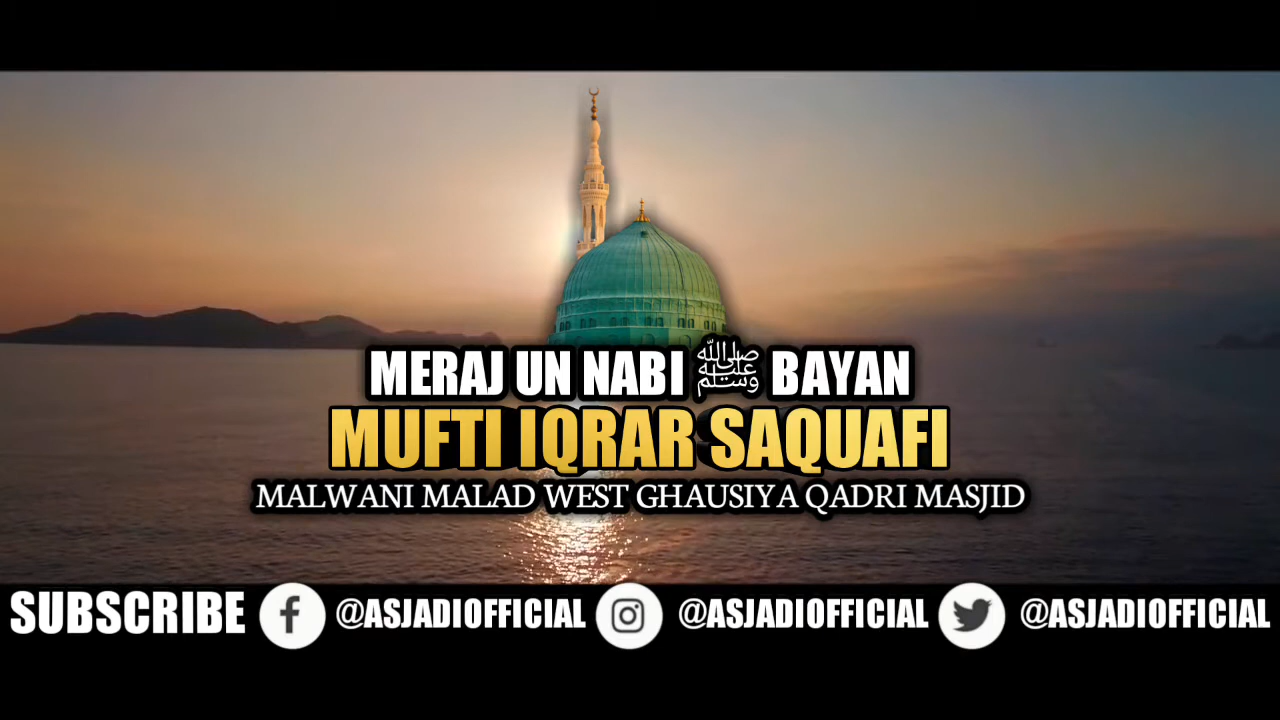 MERAJ UN NABI ﷺ BAYAN
MUFTI IQRAR SAQUAFI
MALWANI MALAD WEST GHAUSIYA QADRI MASJID
SUBSCRIBE @ASJADIOFFICIAL @ASJADIOFFICIAL @ASJADIOFFICIAL